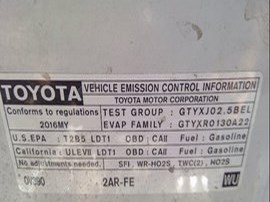 TOYOTA VEHICLE EMISSION CONTROL INFORMATION
TOYOTA MOTOR CORPORATION
Conforms to regulations
2016MY
TEST GROUP : GTYXJ02.5BEL
EVAP FAMILY : GTYXR0130A22
U.S.EPA : T2B5 LDT1 OBD : CAⅡ Fuel : Gasoline
California : ULEVⅡ LDT1 OBD : CAⅡ Fuel : Gasoline
No adjustments needed. SFI, WR-HO2S, TWC(2), HO2S
2AR-FE WU